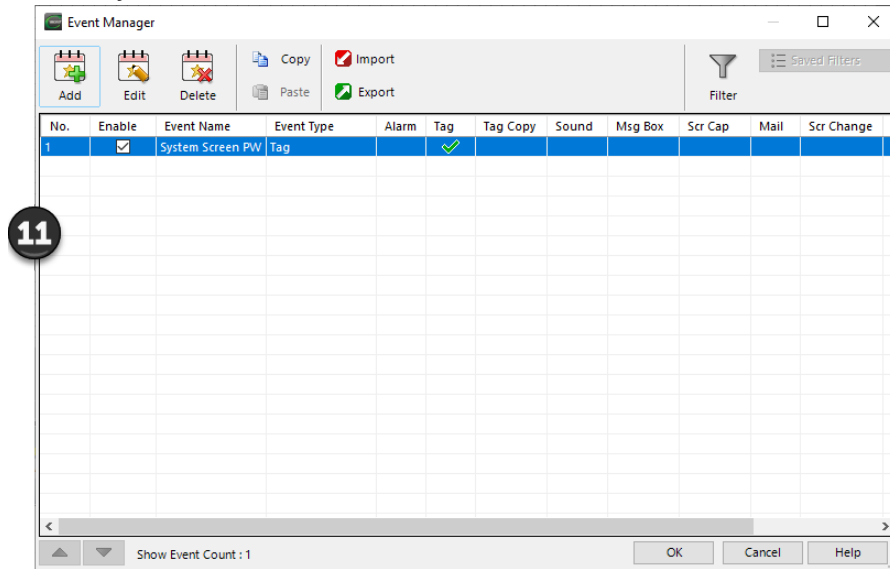 Event Manager
Add Edit Delete Copy Paste Import Export Filter Saved Filters
No. Enable Event Name Event Type Alarm Tag Tag Copy Sound Msg Box Scr Cap Mail Scr Change
1 System Screen PW Tag
11
Show Event Count : 1 OK Cancel Help